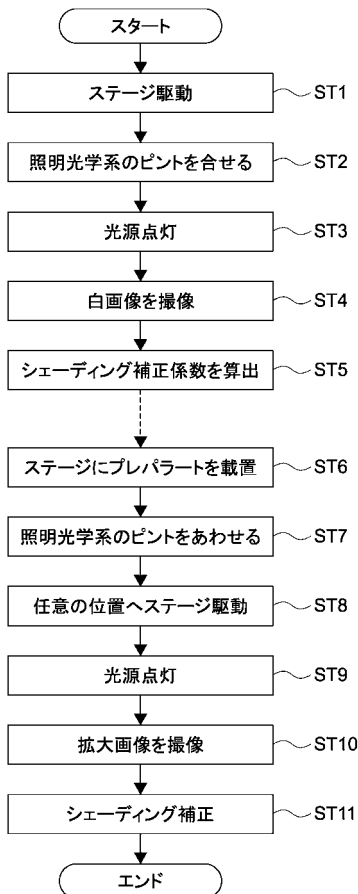 スタート
ステージ駆動 ST1
照明光学系のピントを合せる ST2
光源点灯 ST3
白画像を撮像 ST4
シェーディング補正係数を算出 ST5
ステージにプレパラートを載置 ST6
照明光学系のピントをあわせる ST7
任意の位置へステージ駆動 ST8
光源点灯 ST9
拡大画像を撮像 ST10
シェーディング補正 ST11
エンド